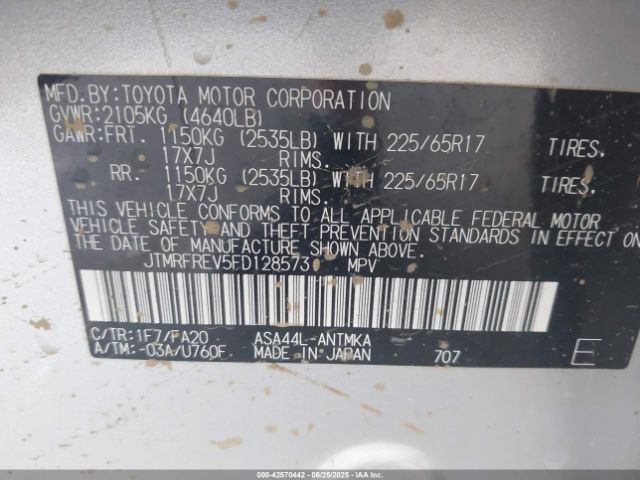 MFD.BY:TOYOTA MOTOR CORPORATION
GVWR:2105KG (4640LB)
GAWR:FRT. 1150KG (2535LB) WITH 225/65R17 TIRES.
17X7J RIMS.
RR. 1150KG (2535LB) WITH 225/65R17 TIRES.
17X7J RIMS.
THIS VEHICLE CONFORMS TO ALL APPLICABLE FEDERAL MOTOR
VEHICLE SAFETY AND THEFT PREVENTION STANDARDS IN EFFECT ON
THE DATE OF MANUFACTURE SHOWN ABOVE.
JTMRFREV5FD128573 MPV
C/TR:1F7/FA20 ASA44L-ANTMKA
A/TM:-03A/U760F MADE IN JAPAN 707 E
000-42570442 - 06/25/2025 - IAA Inc.